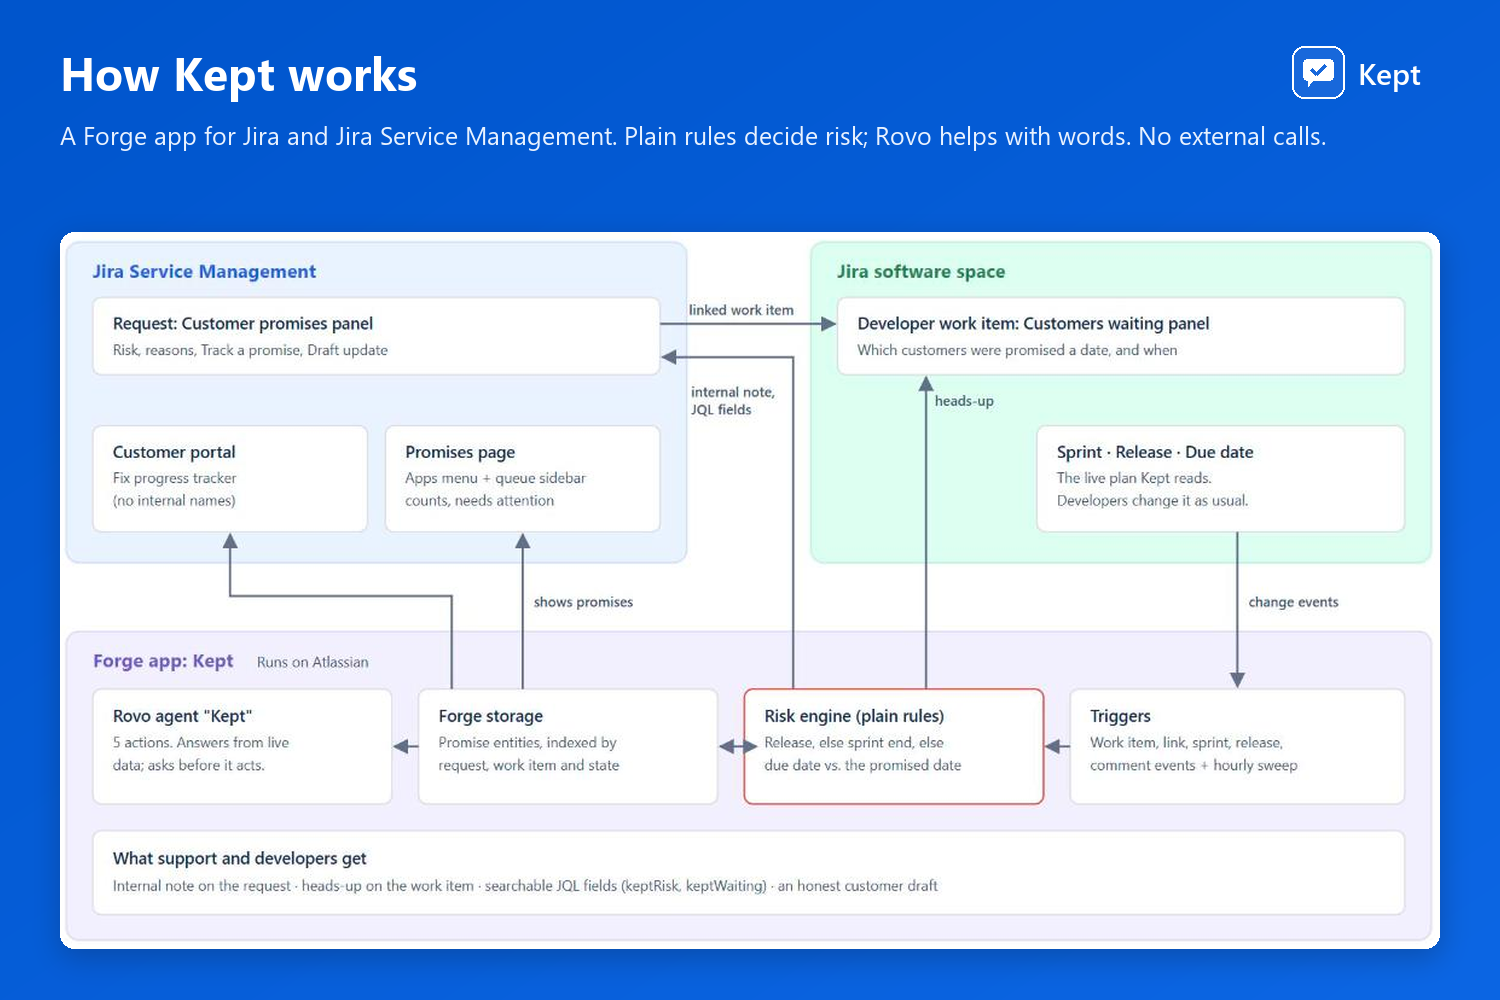 How Kept works
Kept
A Forge app for Jira and Jira Service Management. Plain rules decide risk; Rovo helps with words. No external calls.
Jira Service Management
Request: Customer promises panel
Risk, reasons, Track a promise, Draft update
linked work item
internal note,
JQL fields
Jira software space
Developer work item: Customers waiting panel
Which customers were promised a date, and when
heads-up
Customer portal
Fix progress tracker
(no internal names)
Promises page
Apps menu + queue sidebar
counts, needs attention
Sprint · Release · Due date
The live plan Kept reads.
Developers change it as usual.
shows promises
change events
Forge app: Kept
Runs on Atlassian
Rovo agent "Kept"
5 actions. Answers from live
data; asks before it acts.
Forge storage
Promise entities, indexed by
request, work item and state
Risk engine (plain rules)
Release, else sprint end, else
due date vs. the promised date
Triggers
Work item, link, sprint, release,
comment events + hourly sweep
What support and developers get
Internal note on the request · heads-up on the work item · searchable JQL fields (keptRisk, keptWaiting) · an honest customer draft